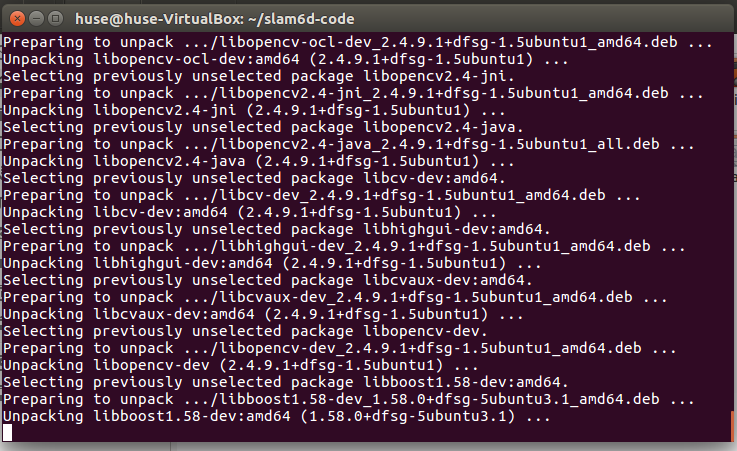 huse@huse-VirtualBox: ~/slam6d-code
Preparing to unpack .../libopencv-ocl-dev_2.4.9.1+dfsg-1.5ubuntu1_amd64.deb ...
Unpacking libopencv-ocl-dev:amd64 (2.4.9.1+dfsg-1.5ubuntu1) ...
Selecting previously unselected package libopencv2.4-jni.
Preparing to unpack .../libopencv2.4-jni_2.4.9.1+dfsg-1.5ubuntu1_amd64.deb ...
Unpacking libopencv2.4-jni (2.4.9.1+dfsg-1.5ubuntu1) ...
Selecting previously unselected package libopencv2.4-java.
Preparing to unpack .../libopencv2.4-java_2.4.9.1+dfsg-1.5ubuntu1_all.deb ...
Unpacking libopencv2.4-java (2.4.9.1+dfsg-1.5ubuntu1) ...
Selecting previously unselected package libcv-dev:amd64.
Preparing to unpack .../libcv-dev_2.4.9.1+dfsg-1.5ubuntu1_amd64.deb ...
Unpacking libcv-dev:amd64 (2.4.9.1+dfsg-1.5ubuntu1) ...
Selecting previously unselected package libhighgui-dev:amd64.
Preparing to unpack .../libhighgui-dev_2.4.9.1+dfsg-1.5ubuntu1_amd64.deb ...
Unpacking libhighgui-dev:amd64 (2.4.9.1+dfsg-1.5ubuntu1) ...
Selecting previously unselected package libcvaux-dev:amd64.
Preparing to unpack .../libcvaux-dev_2.4.9.1+dfsg-1.5ubuntu1_amd64.deb ...
Unpacking libcvaux-dev:amd64 (2.4.9.1+dfsg-1.5ubuntu1) ...
Selecting previously unselected package libopencv-dev.
Preparing to unpack .../libopencv-dev_2.4.9.1+dfsg-1.5ubuntu1_amd64.deb ...
Unpacking libopencv-dev (2.4.9.1+dfsg-1.5ubuntu1) ...
Selecting previously unselected package libboost1.58-dev:amd64.
Preparing to unpack .../libboost1.58-dev_1.58.0+dfsg-5ubuntu3.1_amd64.deb ...
Unpacking libboost1.58-dev:amd64 (1.58.0+dfsg-5ubuntu3.1) ...